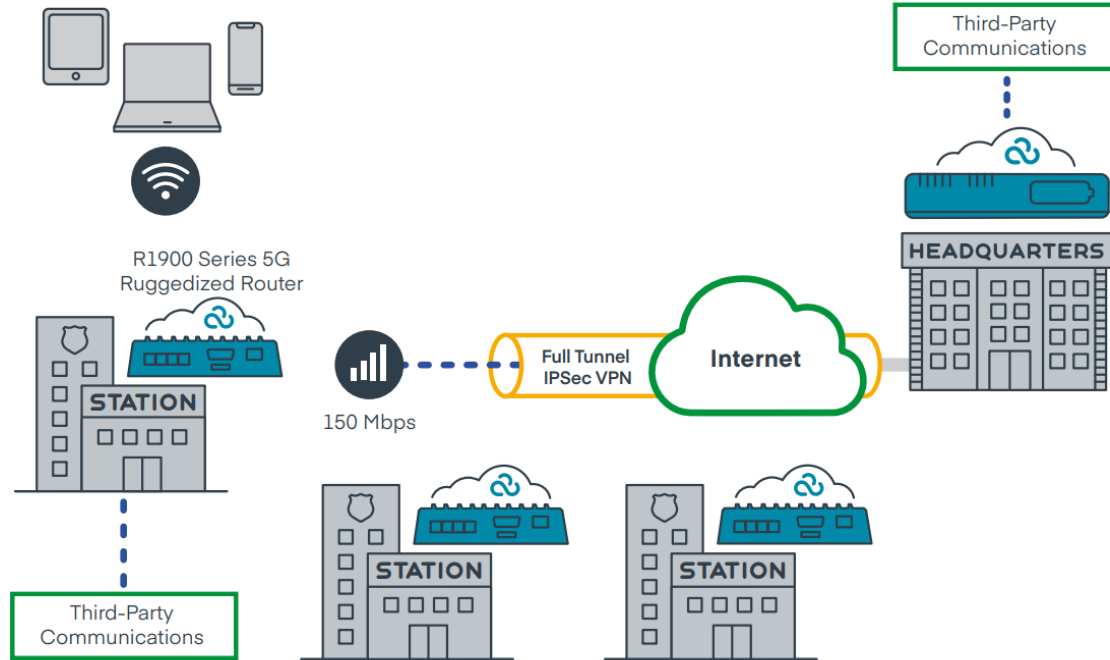 Third-Party
Communications
R1900 Series 5G
Ruggedized Router
HEADQUARTERS
STATION
150 Mbps
Full Tunnel
IPSec VPN
Internet
STATION
STATION
Third-Party
Communications